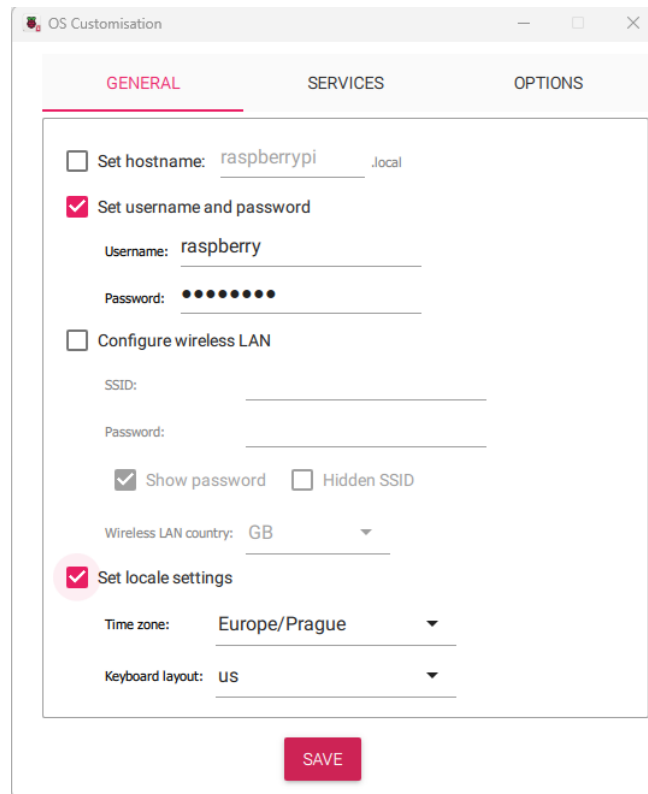 OS Customisation
GENERAL SERVICES OPTIONS
Set hostname: raspberrypi .local
Set username and password
Username: raspberry
Password: ●●●●●●●●
Configure wireless LAN
SSID:
Password:
Show password Hidden SSID
Wireless LAN country: GB
Set locale settings
Time zone: Europe/Prague
Keyboard layout: us
SAVE